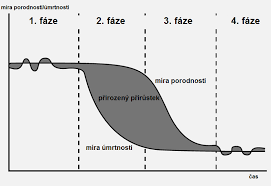 míra porodnosti/úmrtnosti
1. fáze 2. fáze 3. fáze 4. fáze
míra porodnosti
přirozený přírůstek
míra úmrtnosti
čas